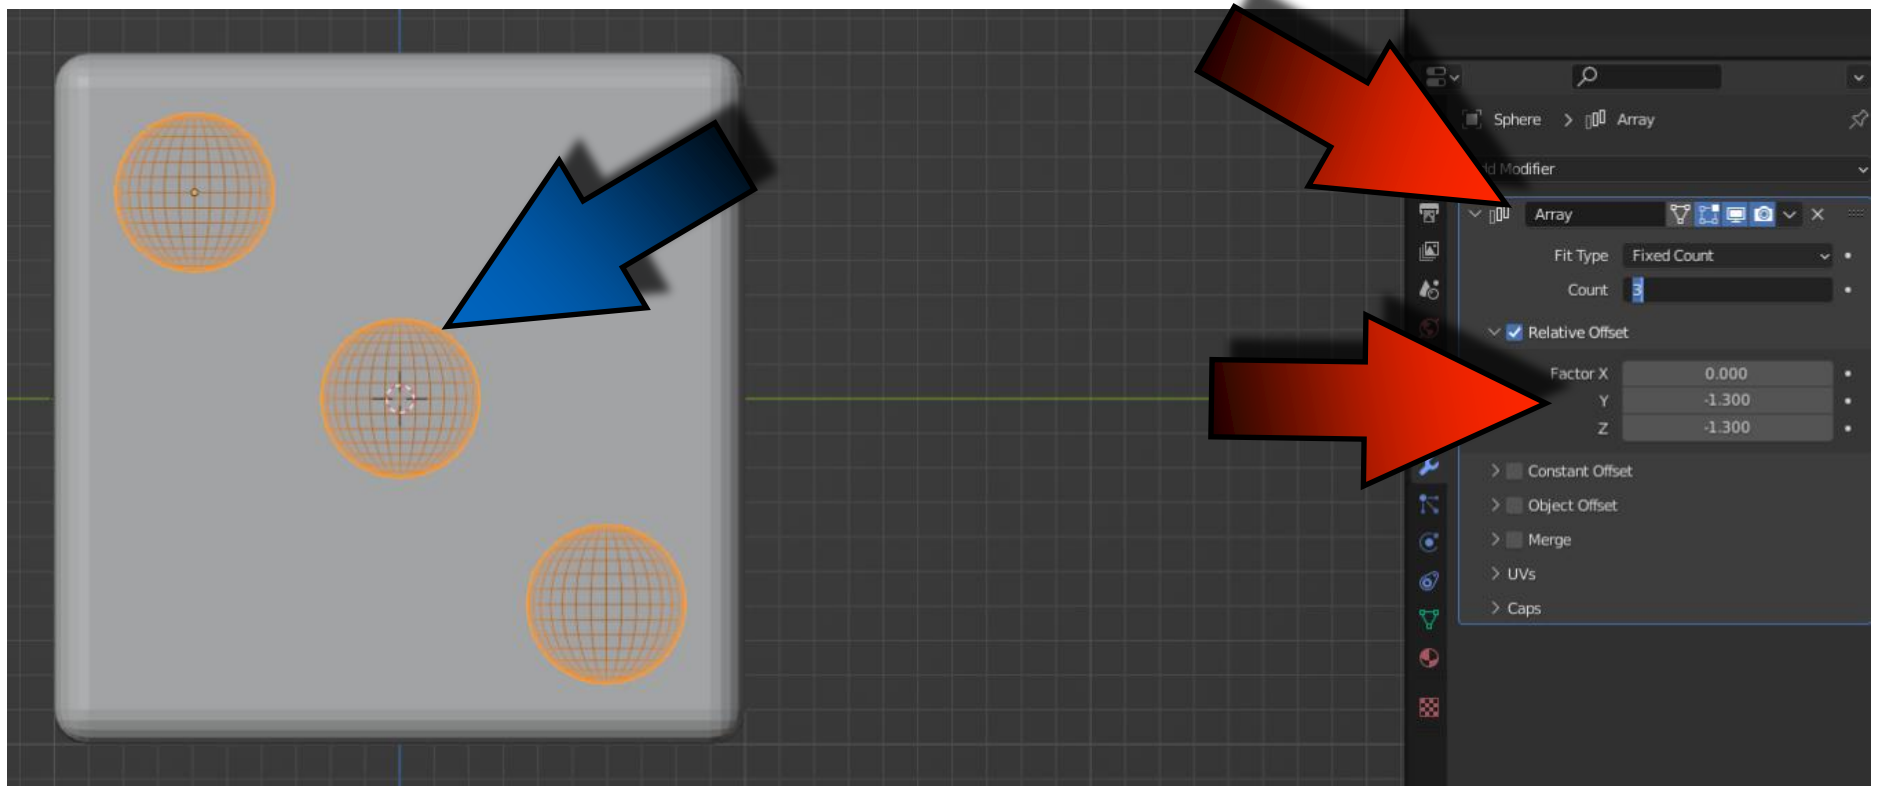 Sphere > Array
Modifier
Array
Fit Type Fixed Count
Count 3
Relative Offset
Factor X 0.000
Y -1.300
Z -1.300
Constant Offset
Object Offset
Merge
UVs
Caps